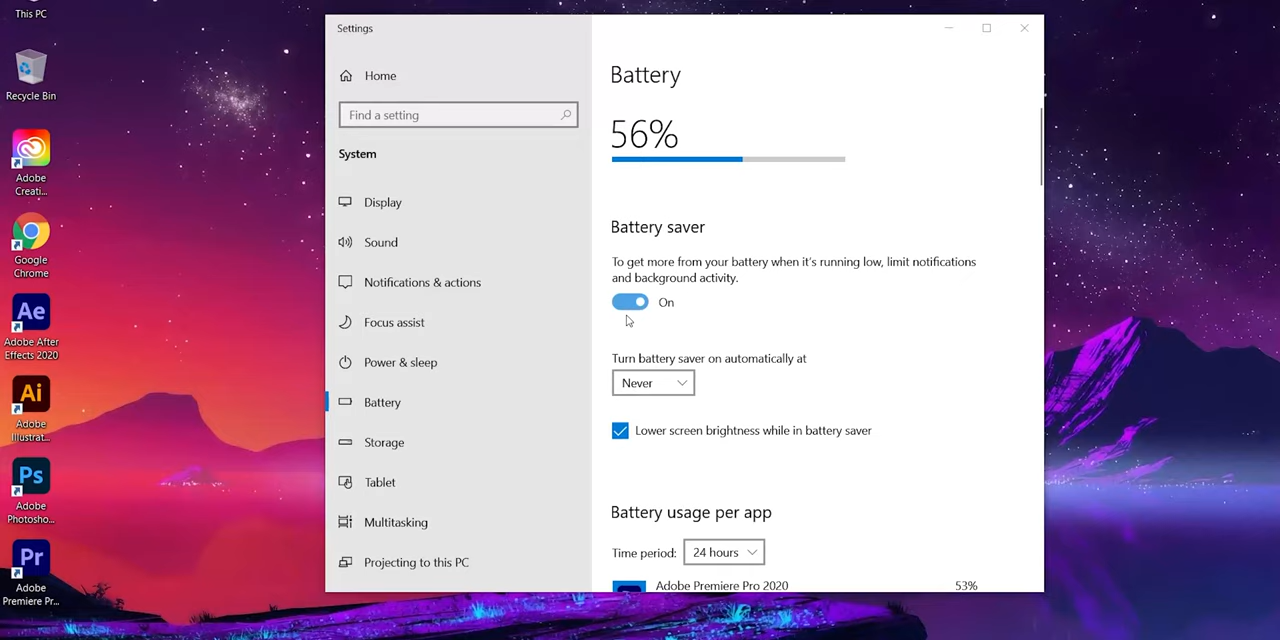 This PC
Recycle Bin
Adobe
Creati...
Google
Chrome
Ae
Adobe After
Effects 2020
Ai
Adobe
Illustrat...
Ps
Adobe
Photosho...
Pr
Adobe
Premiere Pr...
Settings
Home
Find a setting
System
Display
Sound
Notifications & actions
Focus assist
Power & sleep
Battery
Storage
Tablet
Multitasking
Projecting to this PC
Battery
56%
Battery saver
To get more from your battery when it's running low, limit notifications
and background activity.
On
Turn battery saver on automatically at
Never
Lower screen brightness while in battery saver
Battery usage per app
Time period: 24 hours
Adobe Premiere Pro 2020 53%